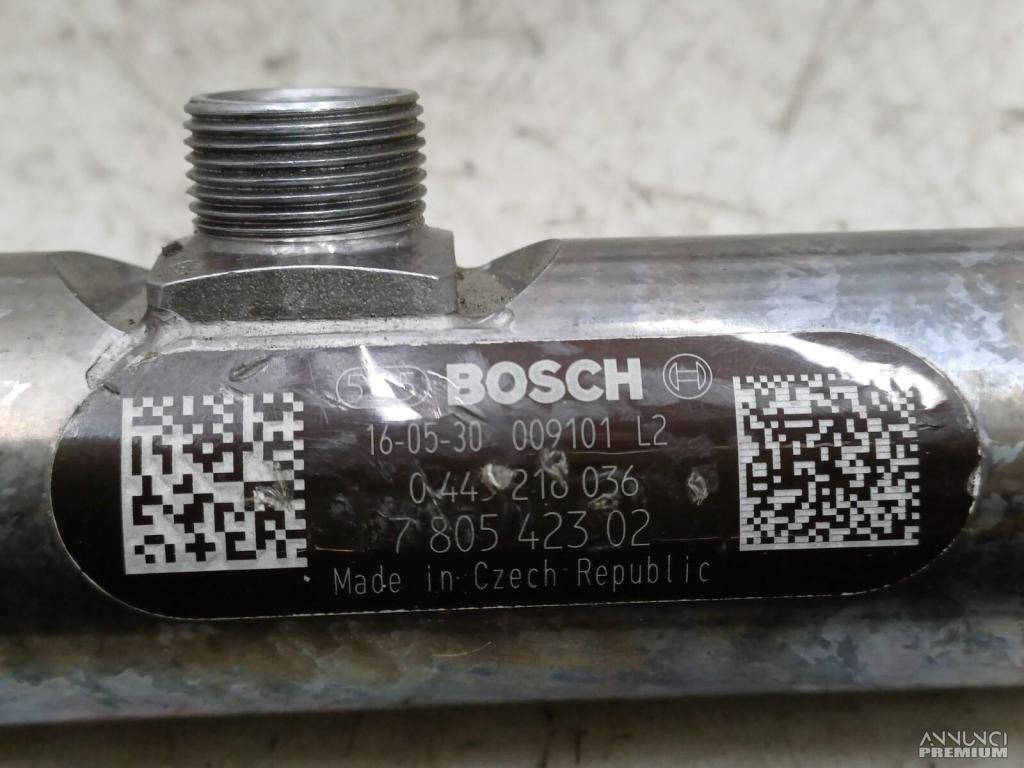 BOSCH
16-05-30 009101 L2
0 445 216 036
7 805 423 02
Made in Czech Republic
ANNUNCI
PREMIUM